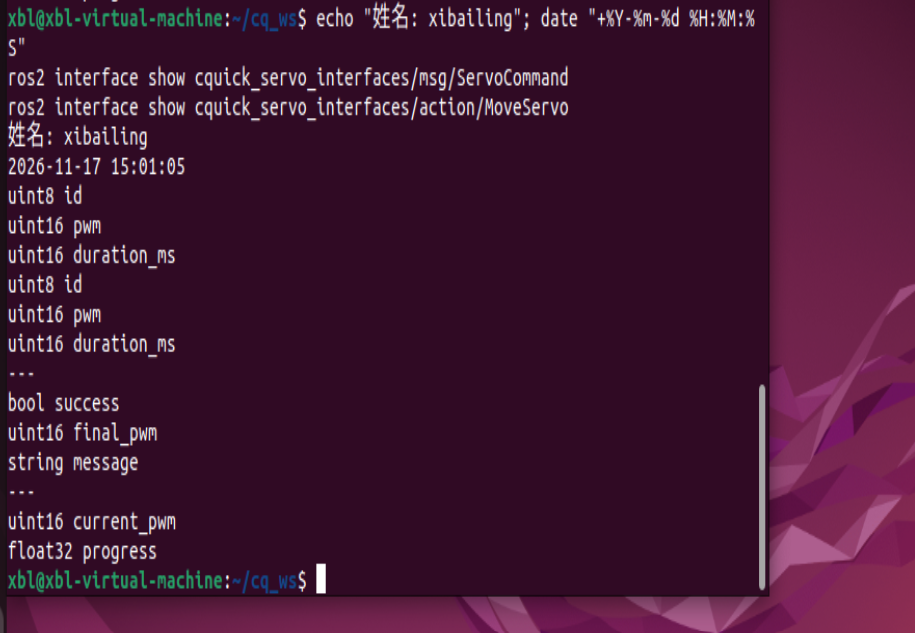 xbl@xbl-virtual-machine:~/cq_ws$ echo "姓名: xibailing"; date "+%Y-%m-%d %H:%M:%
S"
ros2 interface show cquick_servo_interfaces/msg/ServoCommand
ros2 interface show cquick_servo_interfaces/action/MoveServo
姓名: xibailing
2026-11-17 15:01:05
uint8 id
uint16 pwm
uint16 duration_ms
uint8 id
uint16 pwm
uint16 duration_ms
---
bool success
uint16 final_pwm
string message
---
uint16 current_pwm
float32 progress
xbl@xbl-virtual-machine:~/cq_ws$